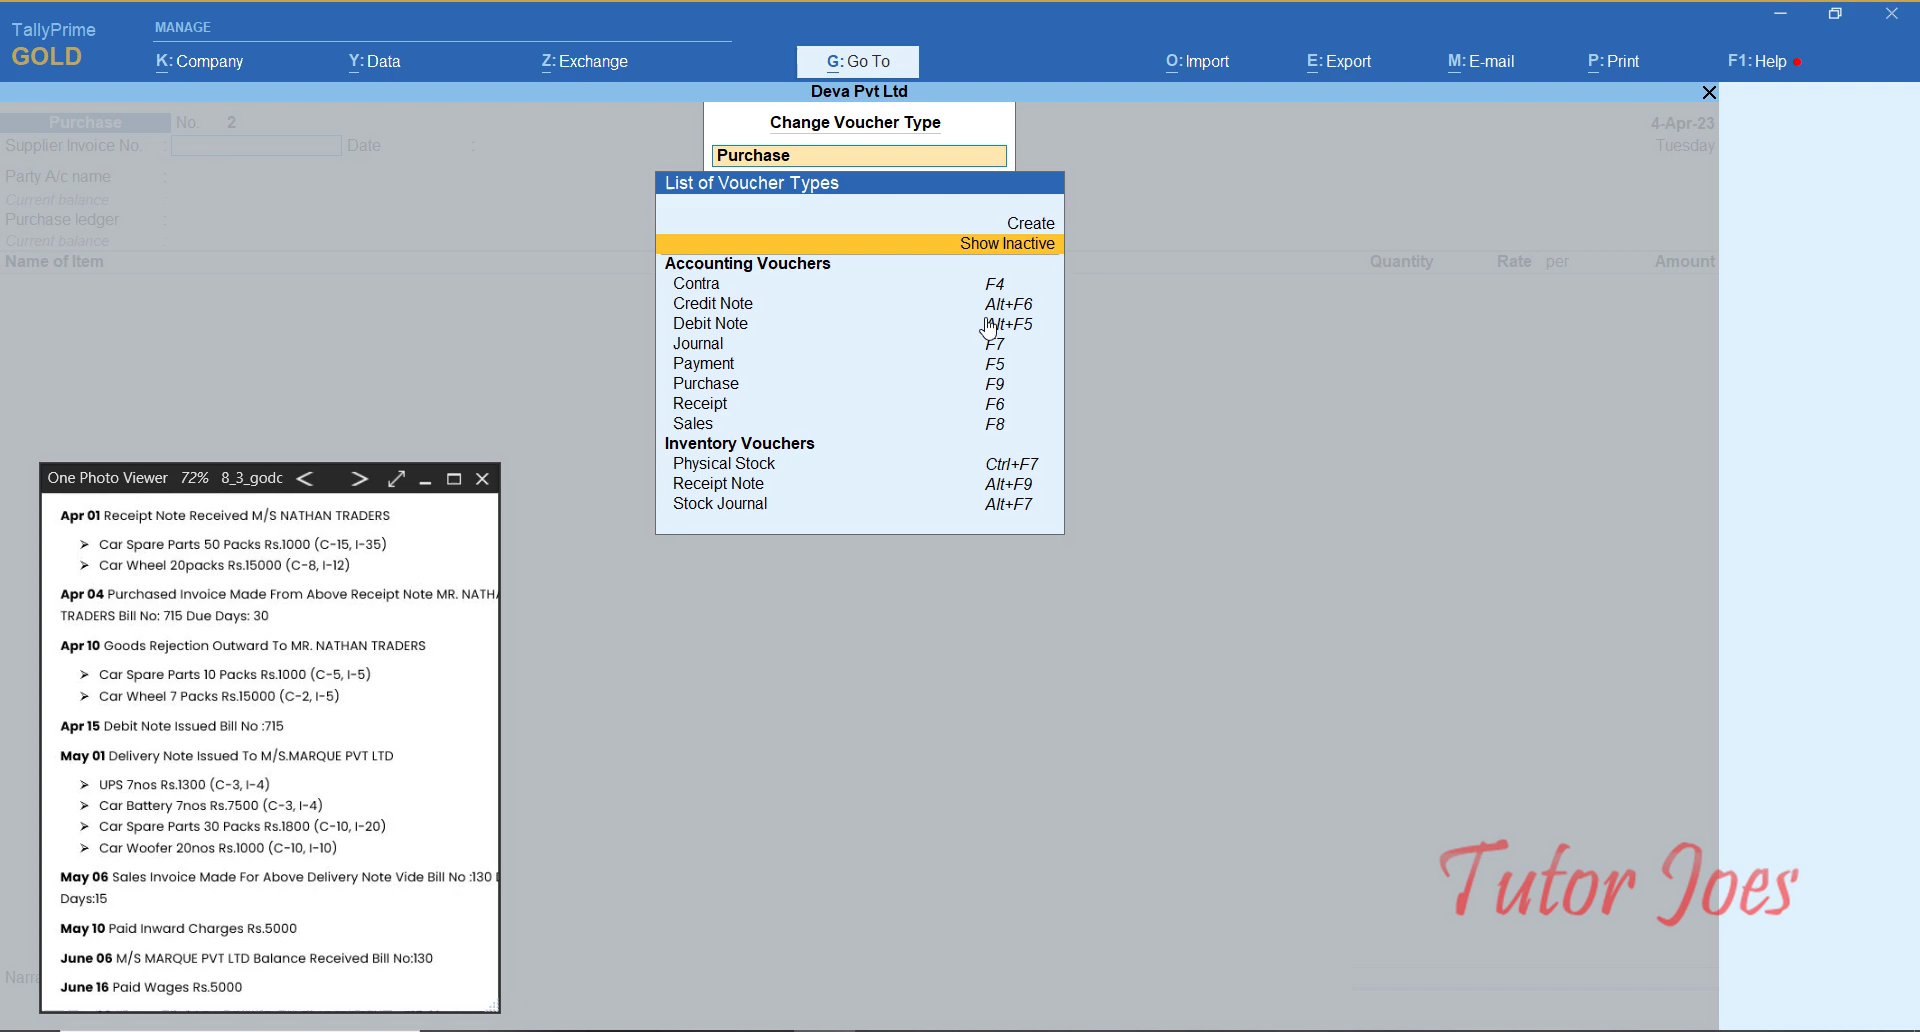 TallyPrime
GOLD
MANAGE
K: Company
Y: Data
Z: Exchange
G: Go To
O: Import
E: Export
M: E-mail
P: Print
F1: Help
Deva Pvt Ltd
Purchase No. 2
4-Apr-23
Supplier Invoice No. : Date :
Tuesday
Party A/c name :
Current balance
Purchase ledger :
Current balance
Name of Item Quantity Rate per Amount
Change Voucher Type
Purchase
List of Voucher Types
Create
Show Inactive
Accounting Vouchers
Contra F4
Credit Note Alt+F6
Debit Note Alt+F5
Journal F7
Payment F5
Purchase F9
Receipt F6
Sales F8
Inventory Vouchers
Physical Stock Ctrl+F7
Receipt Note Alt+F9
Stock Journal Alt+F7
One Photo Viewer 72% 8_3_godc
Apr 01 Receipt Note Received M/S NATHAN TRADERS
➢ Car Spare Parts 50 Packs Rs.1000 (C-15, I-35)
➢ Car Wheel 20packs Rs.15000 (C-8, I-12)
Apr 04 Purchased Invoice Made From Above Receipt Note MR. NATHA
TRADERS Bill No: 715 Due Days: 30
Apr 10 Goods Rejection Outward To MR. NATHAN TRADERS
➢ Car Spare Parts 10 Packs Rs.1000 (C-5, I-5)
➢ Car Wheel 7 Packs Rs.15000 (C-2, I-5)
Apr 15 Debit Note Issued Bill No :715
May 01 Delivery Note Issued To M/S.MARQUE PVT LTD
➢ UPS 7nos Rs.1300 (C-3, I-4)
➢ Car Battery 7nos Rs.7500 (C-3, I-4)
➢ Car Spare Parts 30 Packs Rs.1800 (C-10, I-20)
➢ Car Woofer 20nos Rs.1000 (C-10, I-10)
May 06 Sales Invoice Made For Above Delivery Note Vide Bill No :130
Days:15
May 10 Paid Inward Charges Rs.5000
June 06 M/S MARQUE PVT LTD Balance Received Bill No:130
June 16 Paid Wages Rs.5000
Narra
Tutor Joes